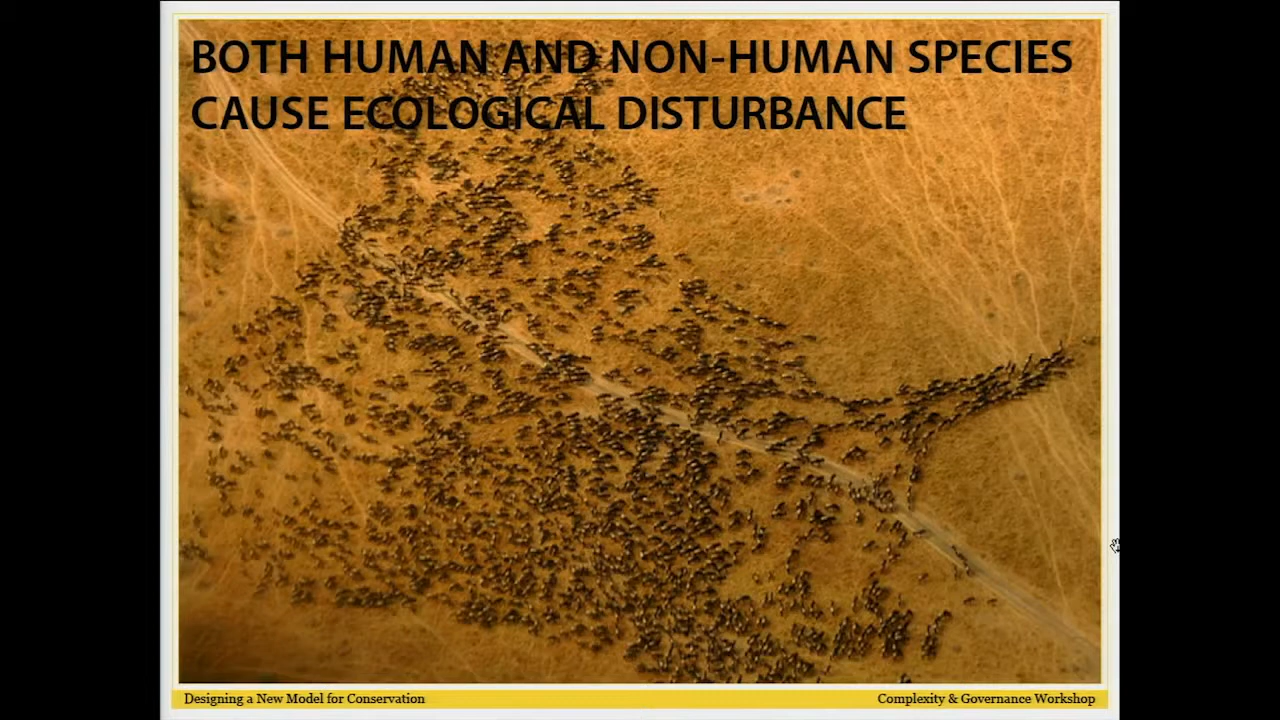 BOTH HUMAN AND NON-HUMAN SPECIES
CAUSE ECOLOGICAL DISTURBANCE
Designing a New Model for Conservation
Complexity & Governance Workshop